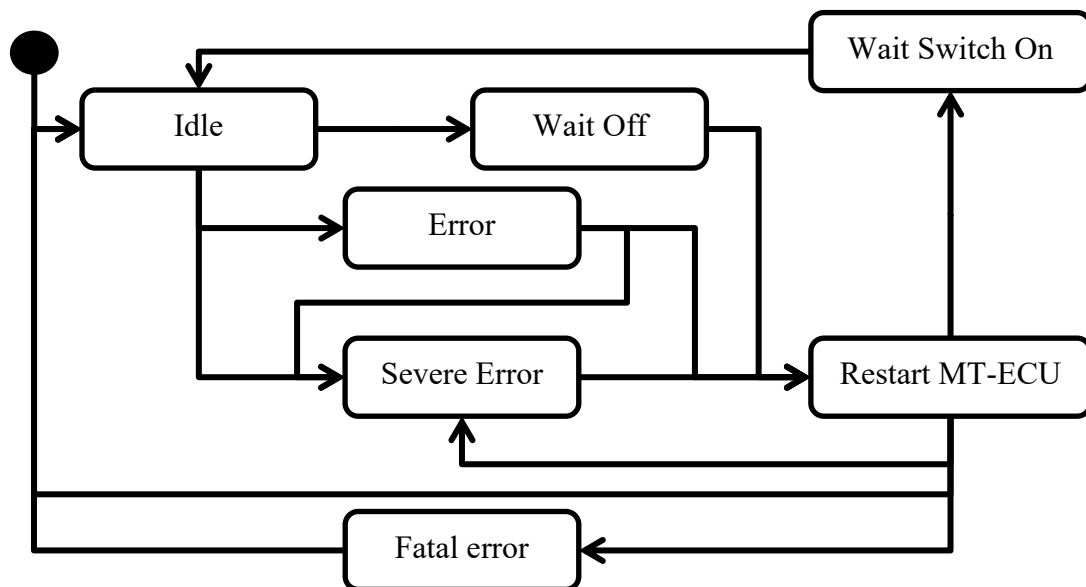 Wait Switch On
Idle
Wait Off
Error
Severe Error
Restart MT-ECU
Fatal error